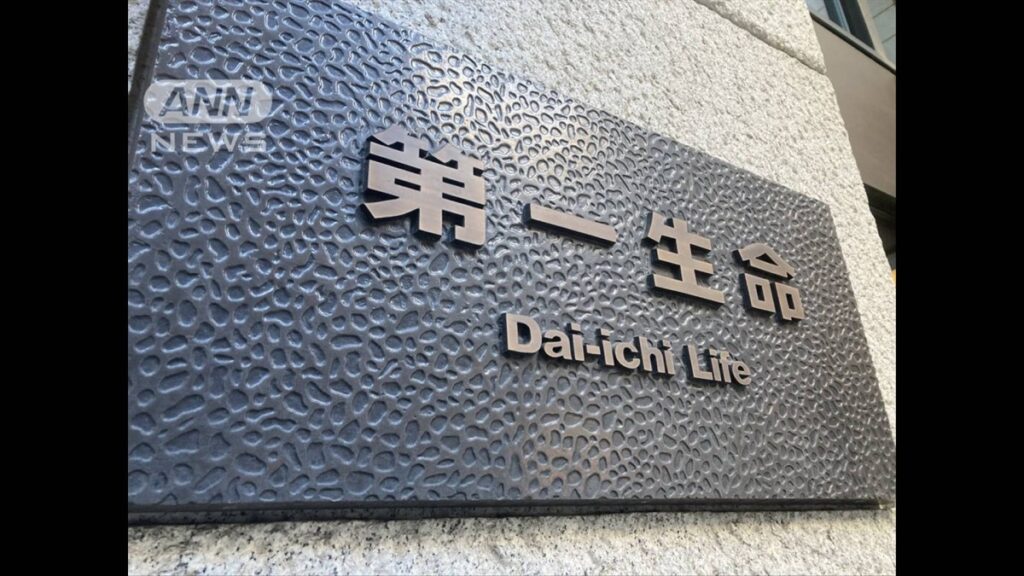 ANN
NEWS
第一生命
Dai-ichi Life